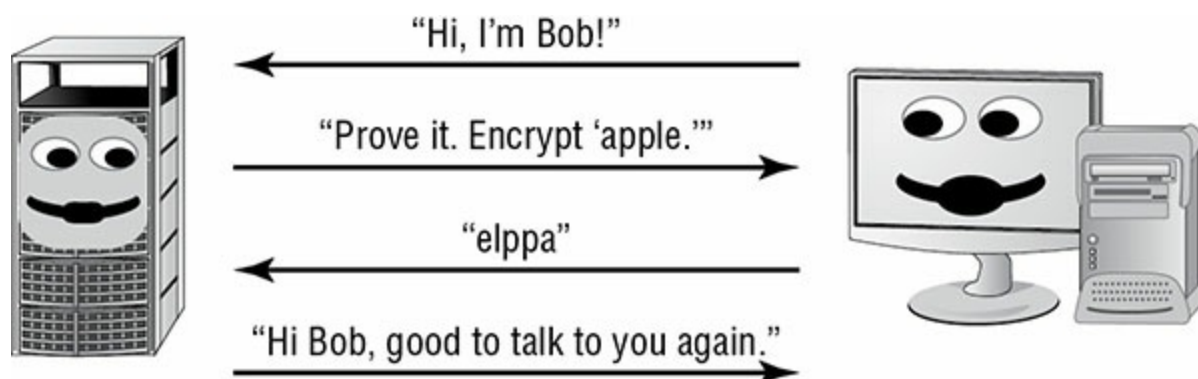 “Hi, I’m Bob!”
“Prove it. Encrypt ‘apple.’”
“elppa”
“Hi Bob, good to talk to you again.”